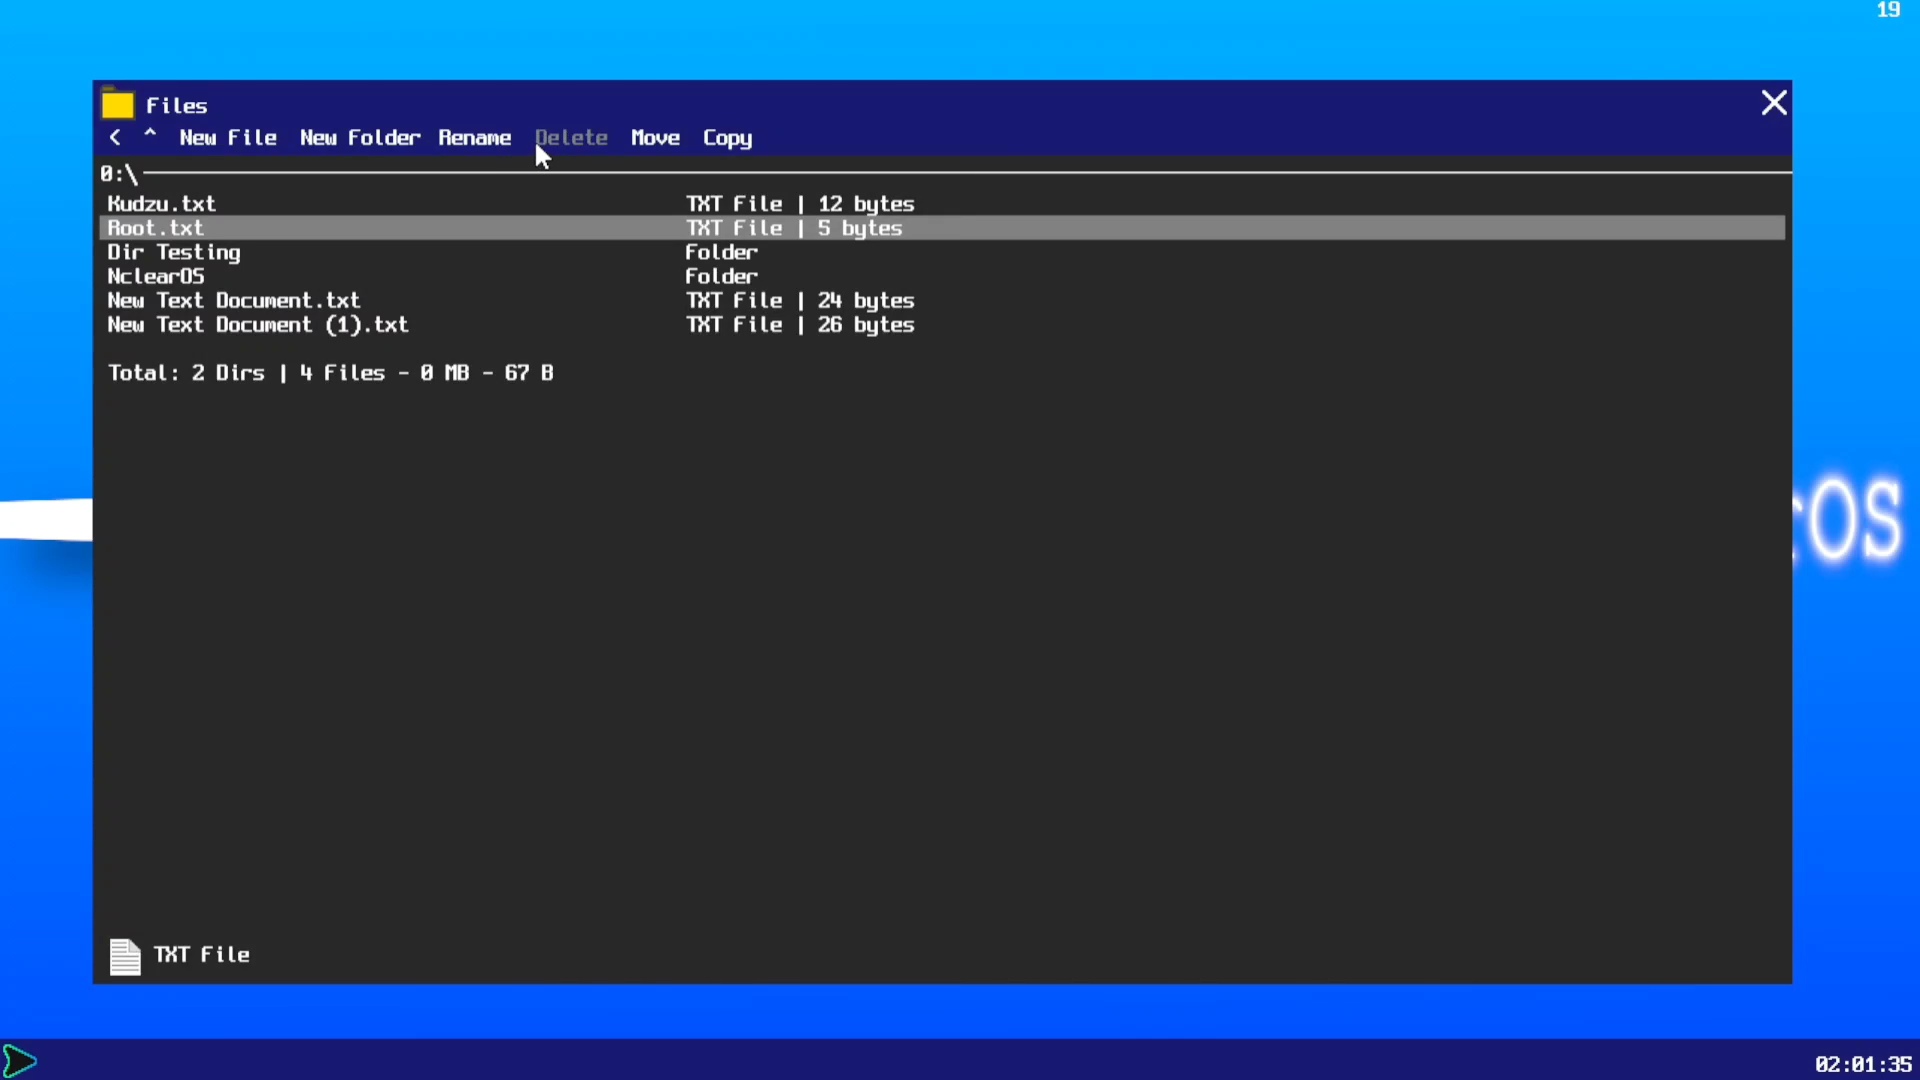 19
Files
< ^ New File New Folder Rename Delete Move Copy
0:\
Kudzu.txt TXT File | 12 bytes
Root.txt TXT File | 5 bytes
Dir Testing Folder
NclearOS Folder
New Text Document.txt TXT File | 24 bytes
New Text Document (1).txt TXT File | 26 bytes
Total: 2 Dirs | 4 Files - 0 MB - 67 B
rOS
TXT File
02:01:35